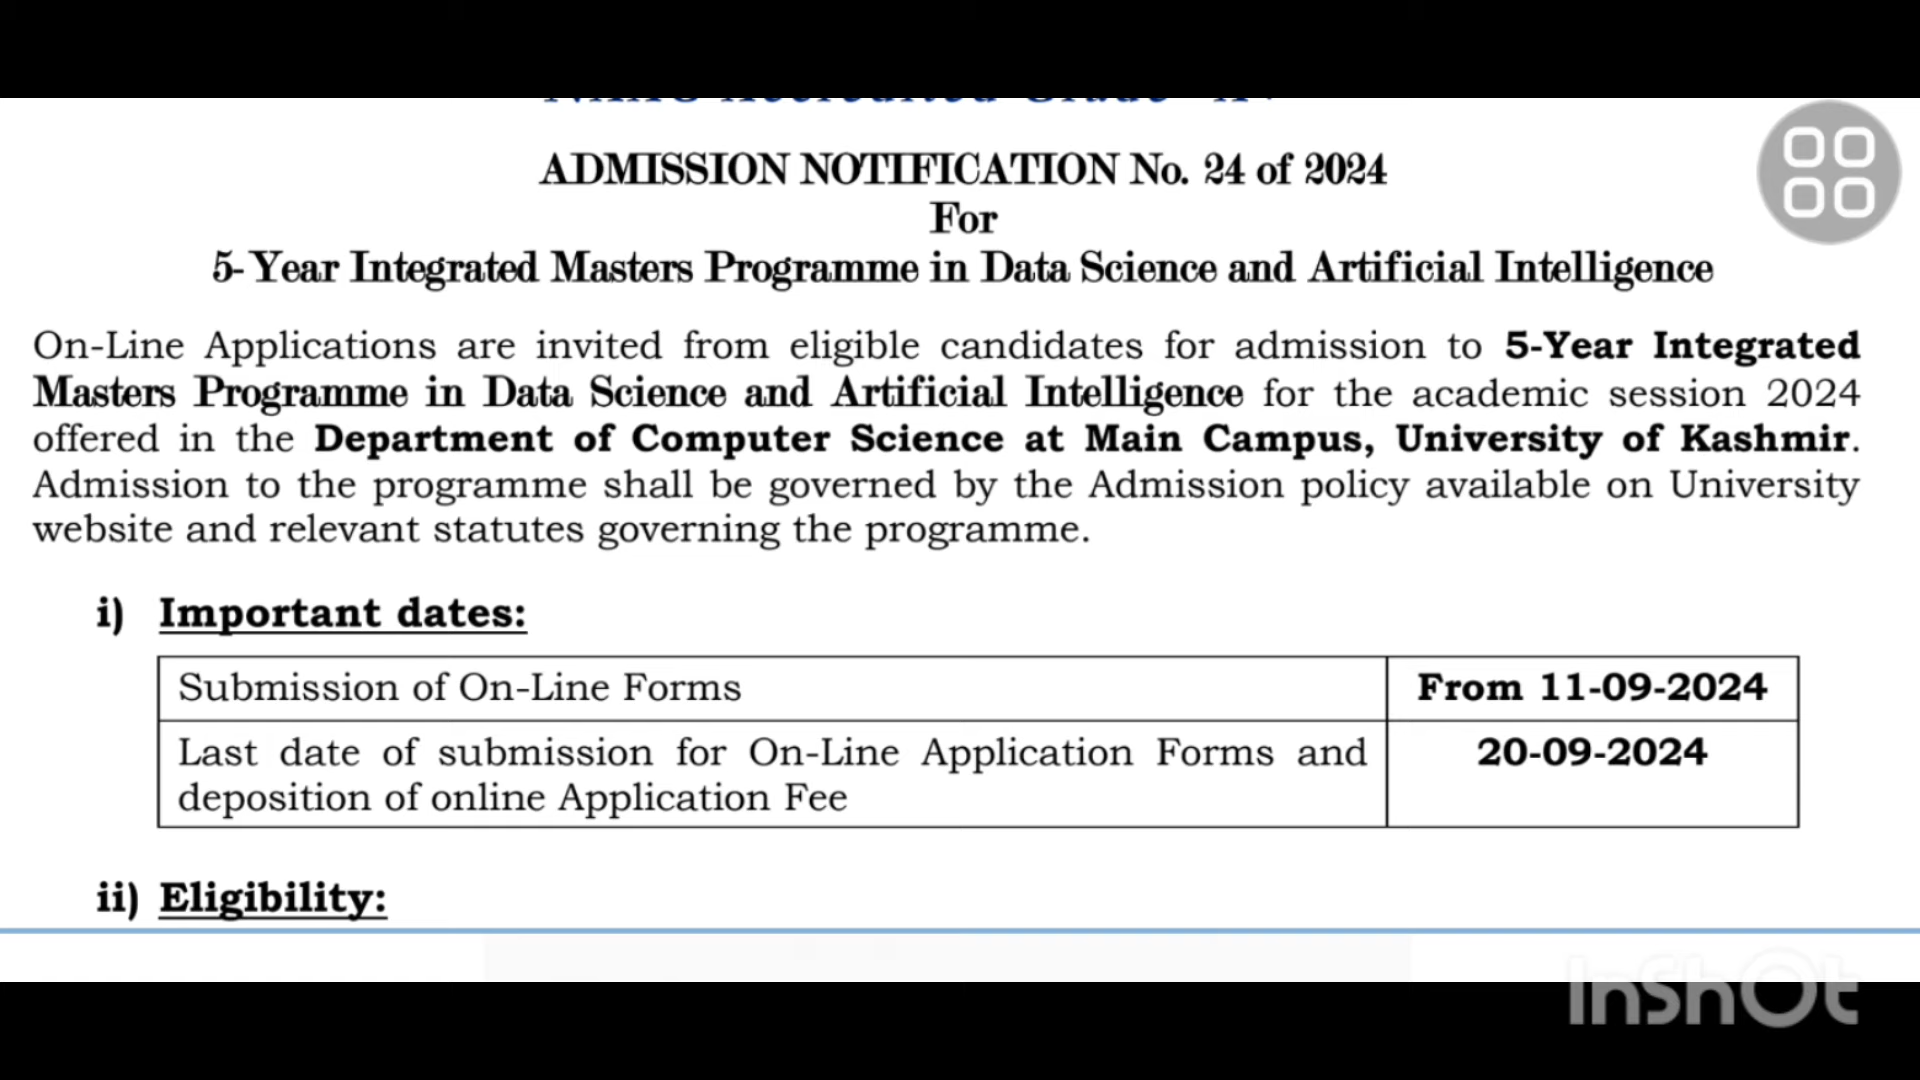 ADMISSION NOTIFICATION No. 24 of 2024
For
5-Year Integrated Masters Programme in Data Science and Artificial Intelligence
On-Line Applications are invited from eligible candidates for admission to 5-Year Integrated
Masters Programme in Data Science and Artificial Intelligence for the academic session 2024
offered in the Department of Computer Science at Main Campus, University of Kashmir.
Admission to the programme shall be governed by the Admission policy available on University
website and relevant statutes governing the programme.
i) Important dates:
Submission of On-Line Forms From 11-09-2024
Last date of submission for On-Line Application Forms and 20-09-2024
deposition of online Application Fee
ii) Eligibility:
InShOt